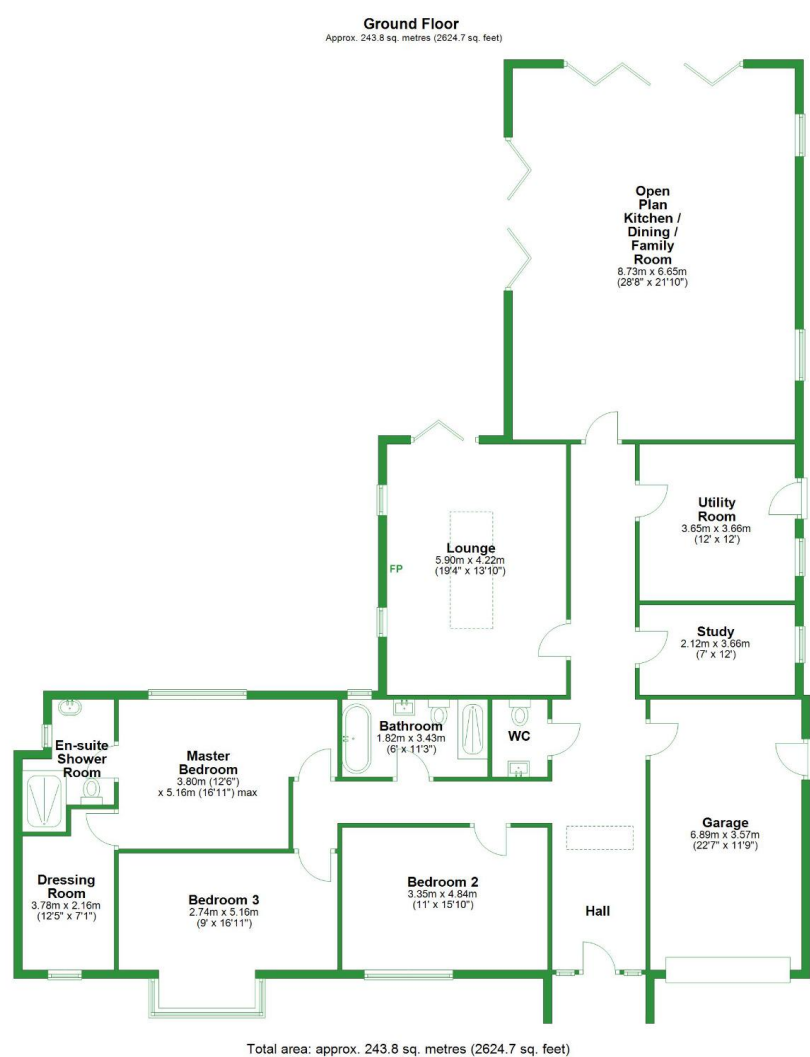 Ground Floor
Approx. 243.8 sq. metres (2624.7 sq. feet)
Open
Plan
Kitchen /
Dining /
Family
Room
8.73m x 6.65m
(28'8" x 21'10")
Utility
Room
3.65m x 3.66m
(12' x 12')
Lounge
5.90m x 4.22m
(19'4" x 13'10")
FP
Study
2.12m x 3.66m
(7' x 12')
En-suite
Shower
Room
Master
Bedroom
3.80m (12'6")
x 5.16m (16'11") max
Bathroom
1.82m x 3.43m
(6' x 11'3")
WC
Garage
6.89m x 3.57m
(22'7" x 11'9")
Dressing
Room
3.78m x 2.16m
(12'5" x 7'1")
Bedroom 3
2.74m x 5.16m
(9' x 16'11")
Bedroom 2
3.35m x 4.84m
(11' x 15'10")
Hall
Total area: approx. 243.8 sq. metres (2624.7 sq. feet)